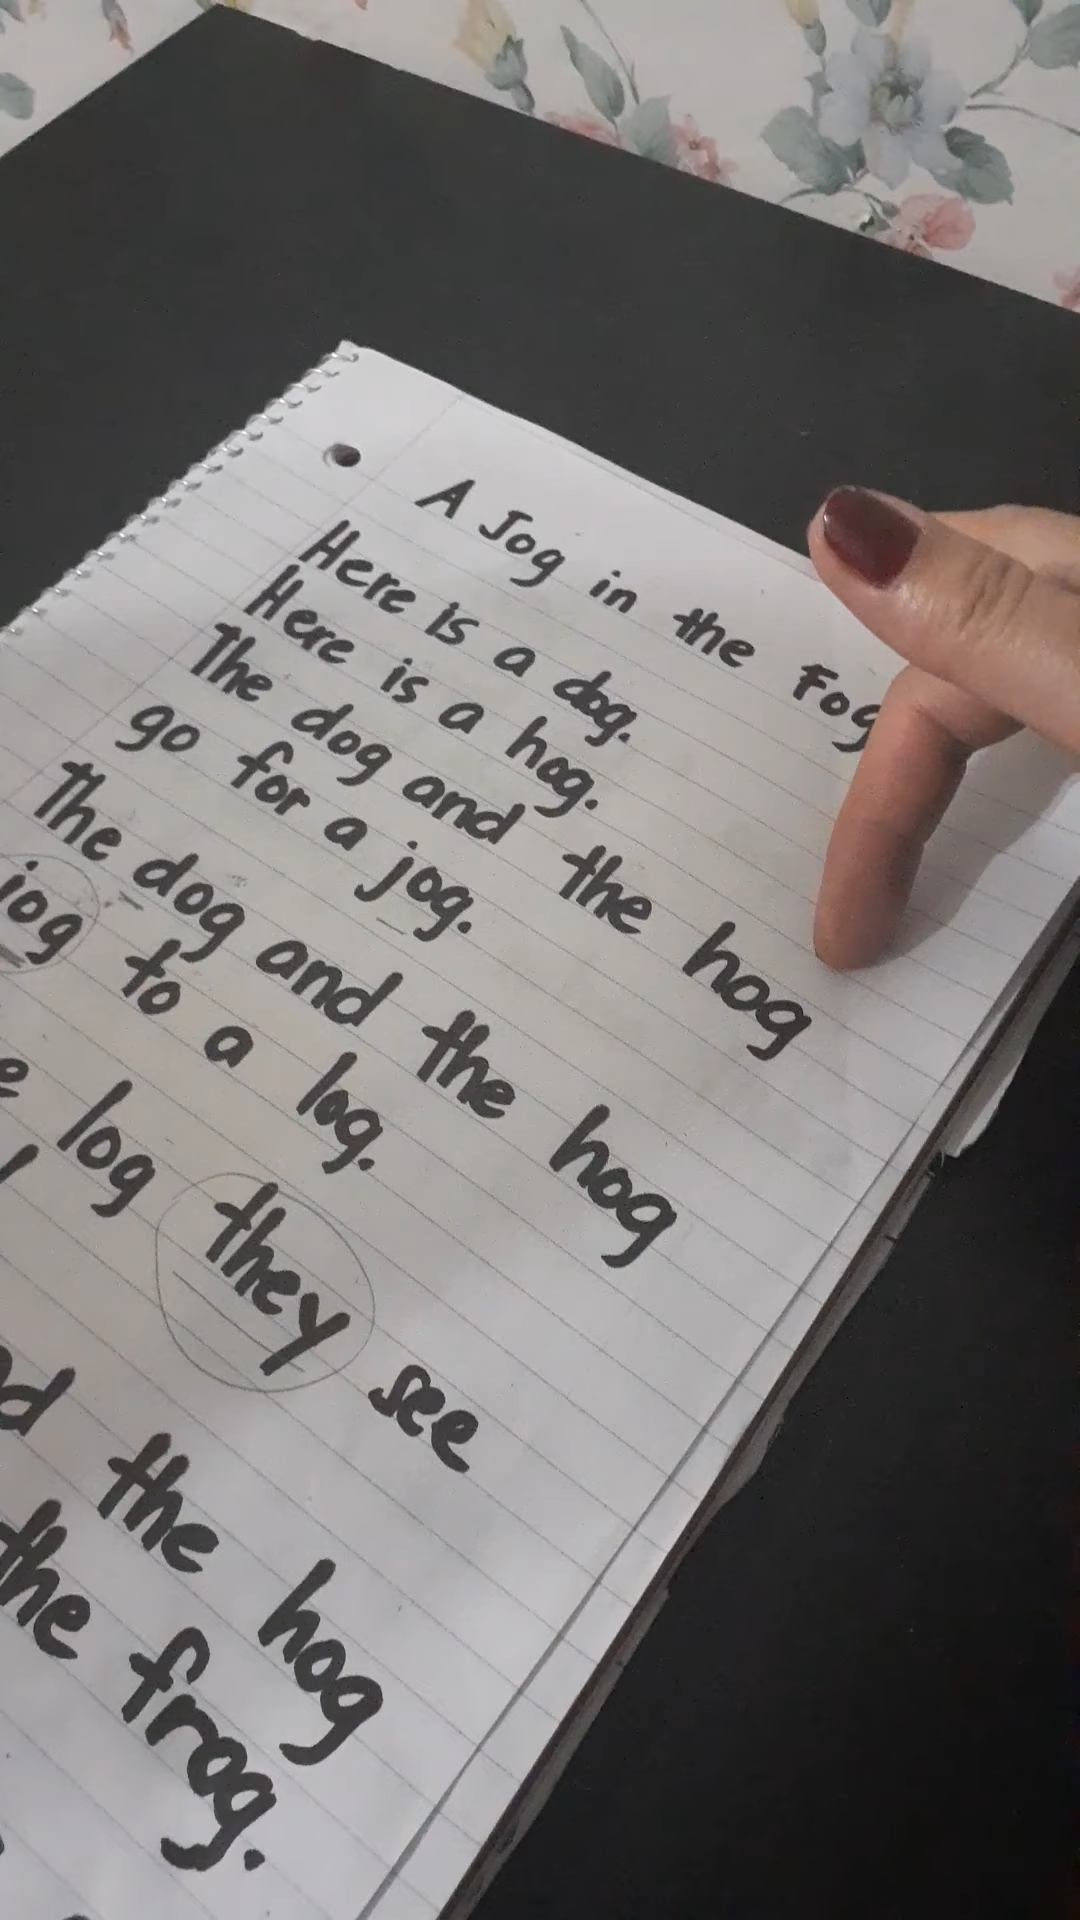 A Jog in the Fog
Here is a dog.
Here is a hog.
The dog and the hog
go for a jog.
The dog and the hog
jog to a log.
log they see
the hog
the frog.